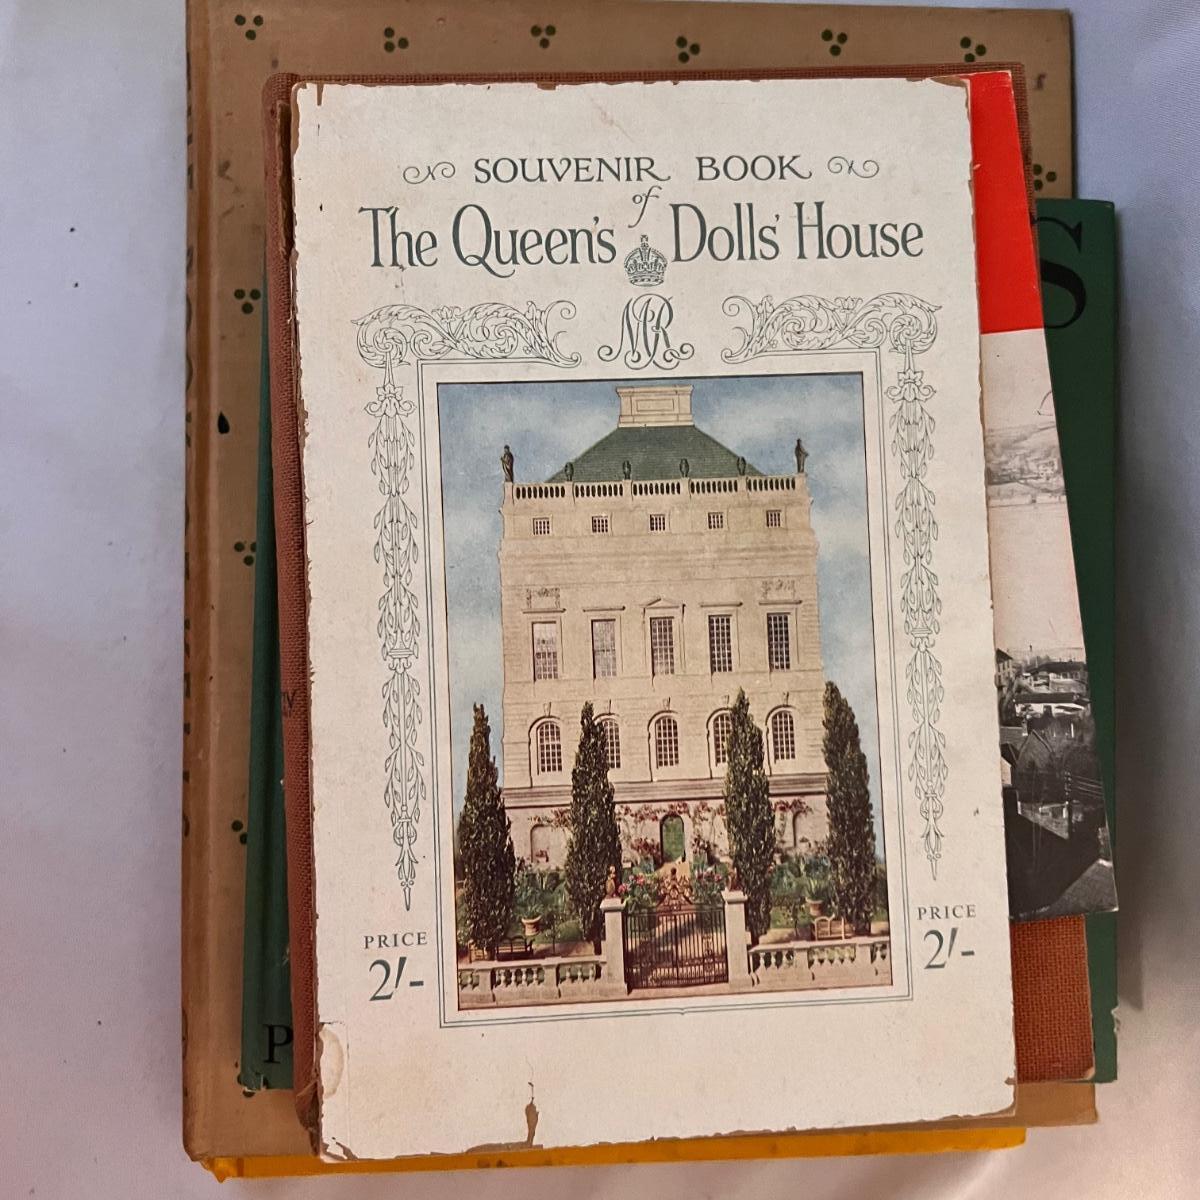 SOUVENIR BOOK
of
The Queen's Dolls' House
MR
PRICE
2/-
PRICE
2/-
S
P